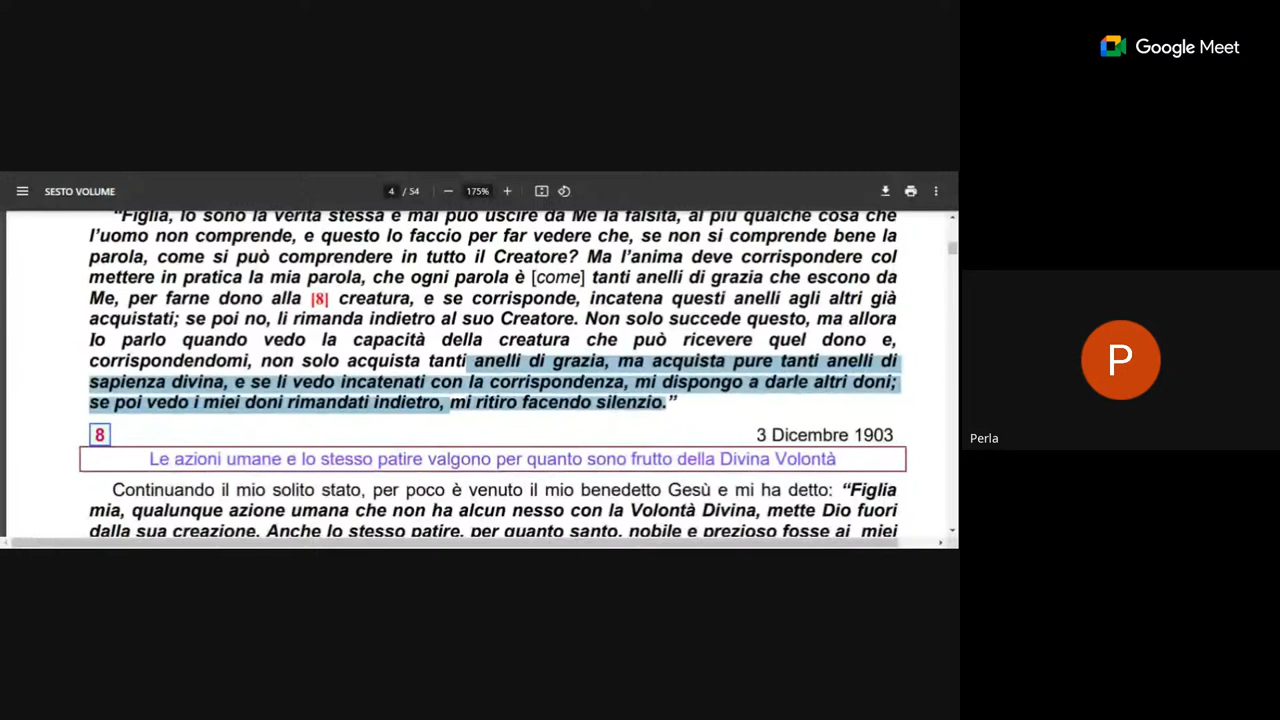 Google Meet
SESTO VOLUME
4 / 54
175%
“Figlia, Io sono la verità stessa e mai può uscire da Me la falsità, al più qualche cosa che
l’uomo non comprende, e questo lo faccio per far vedere che, se non si comprende bene la
parola, come si può comprendere in tutto il Creatore? Ma l’anima deve corrispondere col
mettere in pratica la mia parola, che ogni parola è [come] tanti anelli di grazia che escono da
Me, per farne dono alla |8| creatura, e se corrisponde, incatena questi anelli agli altri già
acquistati; se poi no, li rimanda indietro al suo Creatore. Non solo succede questo, ma allora
Io parlo quando vedo la capacità della creatura che può ricevere quel dono e,
corrispondendomi, non solo acquista tanti anelli di grazia, ma acquista pure tanti anelli di
sapienza divina, e se li vedo incatenati con la corrispondenza, mi dispongo a darle altri doni;
se poi vedo i miei doni rimandati indietro, mi ritiro facendo silenzio.”
8
3 Dicembre 1903
Le azioni umane e lo stesso patire valgono per quanto sono frutto della Divina Volontà
Continuando il mio solito stato, per poco è venuto il mio benedetto Gesù e mi ha detto: “Figlia
mia, qualunque azione umana che non ha alcun nesso con la Volontà Divina, mette Dio fuori
dalla sua creazione. Anche lo stesso patire, per quanto santo, nobile e prezioso fosse ai miei
P
Perla